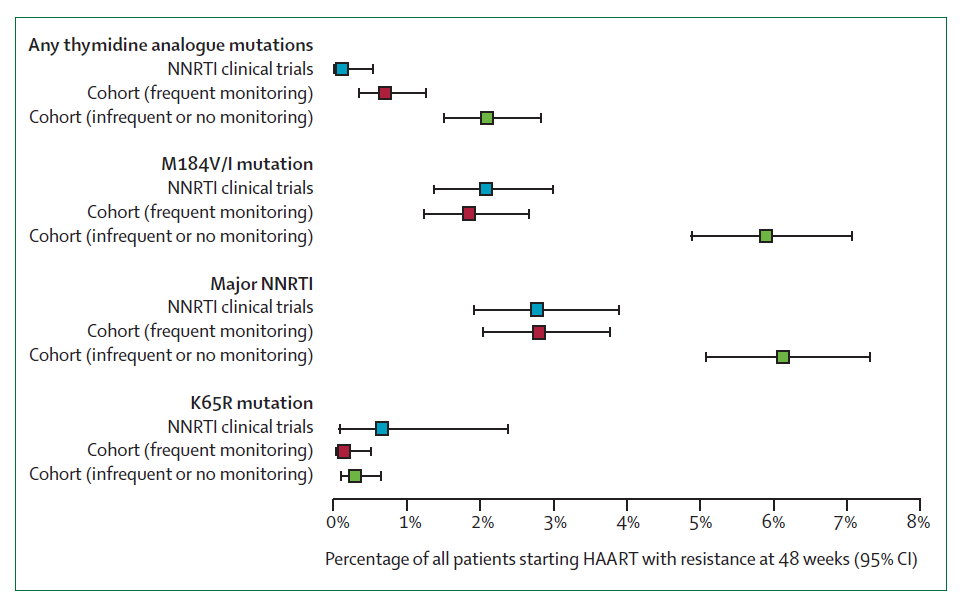 Any thymidine analogue mutations
NNRTI clinical trials
Cohort (frequent monitoring)
Cohort (infrequent or no monitoring)
M184V/I mutation
NNRTI clinical trials
Cohort (frequent monitoring)
Cohort (infrequent or no monitoring)
Major NNRTI
NNRTI clinical trials
Cohort (frequent monitoring)
Cohort (infrequent or no monitoring)
K65R mutation
NNRTI clinical trials
Cohort (frequent monitoring)
Cohort (infrequent or no monitoring)
0% 1% 2% 3% 4% 5% 6% 7% 8%
Percentage of all patients starting HAART with resistance at 48 weeks (95% CI)